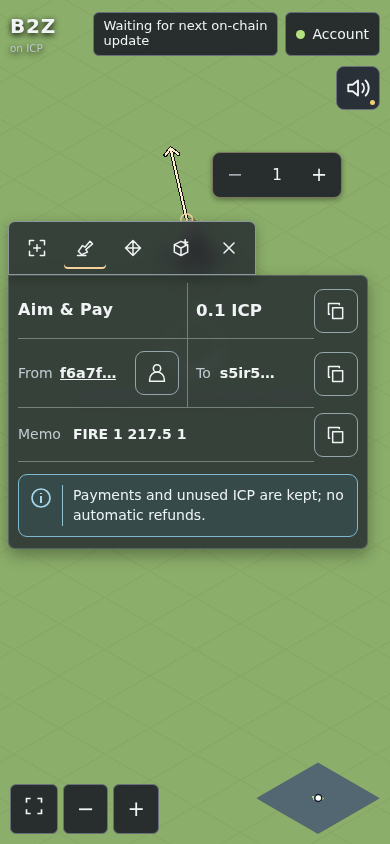 B2Z
on ICP
Waiting for next on-chain
update
Account
− 1 +
Aim & Pay
0.1 ICP
From f6a7f...
To s5ir5...
Memo FIRE 1 217.5 1
Payments and unused ICP are kept; no
automatic refunds.
− +